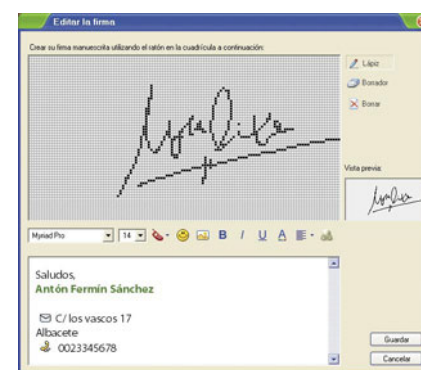 Editar la firma
Crear su firma manuscrita utilizando el ratón en la cuadrícula a continuación:
Lápiz
Borrador
Borrar
Vista previa:
Myriad Pro 14 B I U A
Saludos,
Antón Fermín Sánchez
C/ los vascos 17
Albacete
0023345678
Guardar
Cancelar